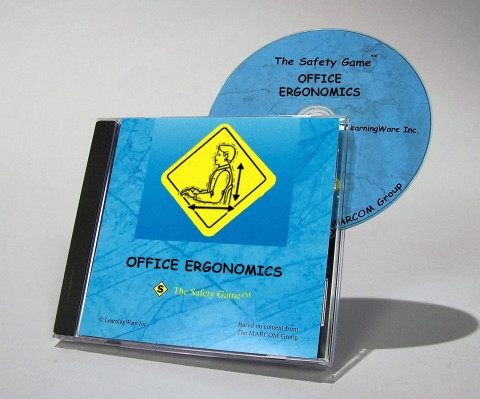 The Safety Game™
OFFICE
ERGONOMICS
LearningWare Inc.
MARCOM Group
OFFICE ERGONOMICS
S
The Safety Game™
© LearningWare Inc.
Based on content from
The MARCOM Group